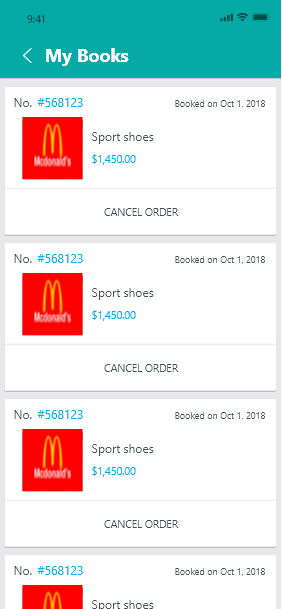 9:41
My Books
No. #568123 Booked on Oct 1, 2018
Mcdonald's
Sport shoes
$1,450.00
CANCEL ORDER
No. #568123 Booked on Oct 1, 2018
Mcdonald's
Sport shoes
$1,450.00
CANCEL ORDER
No. #568123 Booked on Oct 1, 2018
Mcdonald's
Sport shoes
$1,450.00
CANCEL ORDER
No. #568123 Booked on Oct 1, 2018
Sport shoes